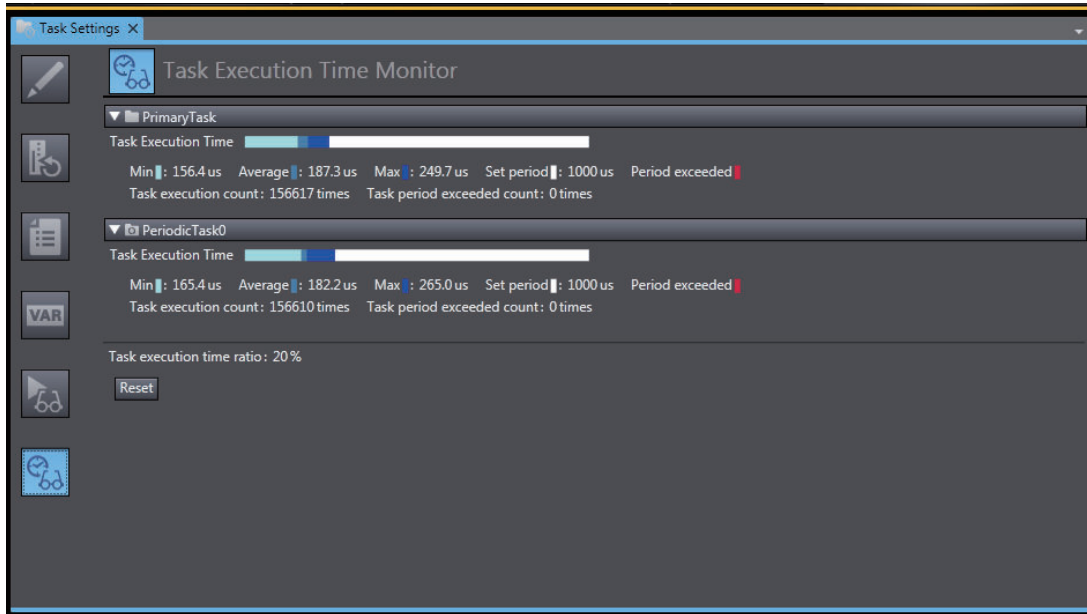 Task Settings X
Task Execution Time Monitor
PrimaryTask
Task Execution Time
Min : 156.4 us Average : 187.3 us Max : 249.7 us Set period : 1000 us Period exceeded
Task execution count : 156617 times Task period exceeded count : 0 times
PeriodicTask0
Task Execution Time
Min : 165.4 us Average : 182.2 us Max : 265.0 us Set period : 1000 us Period exceeded
Task execution count : 156610 times Task period exceeded count : 0 times
VAR
Task execution time ratio : 20 %
Reset